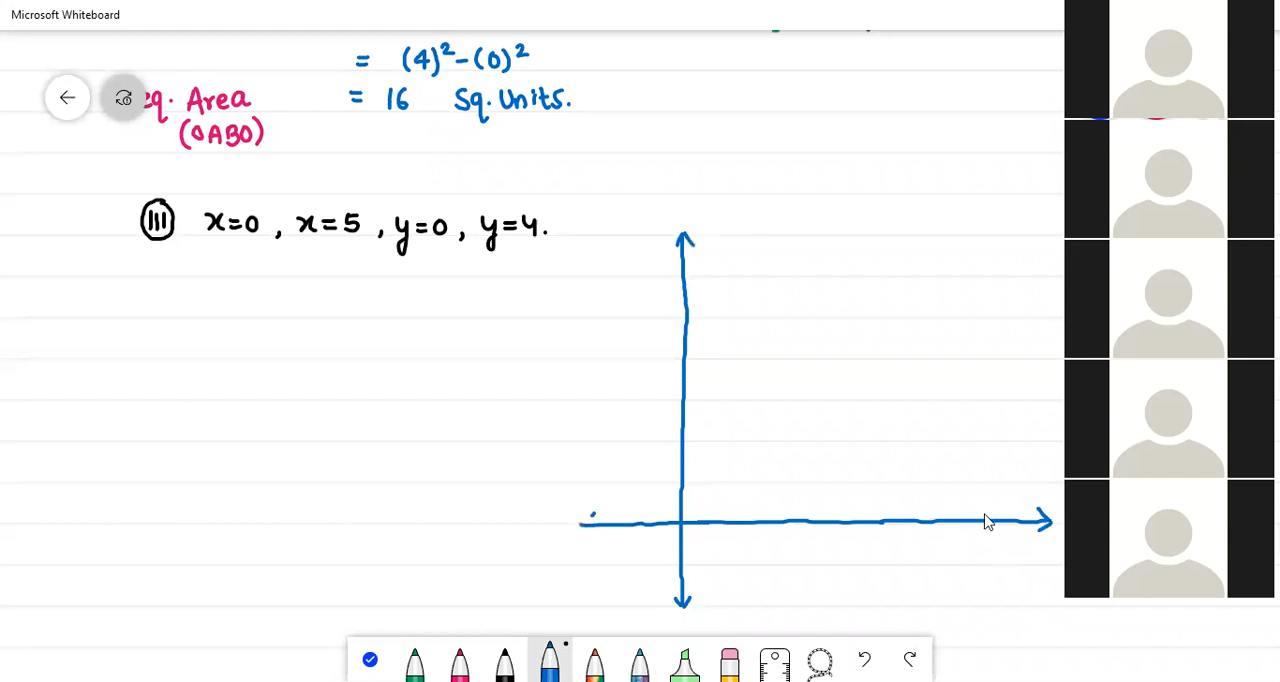 Microsoft Whiteboard
= (4)²-(0)²
eq. Area = 16 Sq. Units.
(OABO)
(III) x=0 , x=5 , y=0 , y=4.